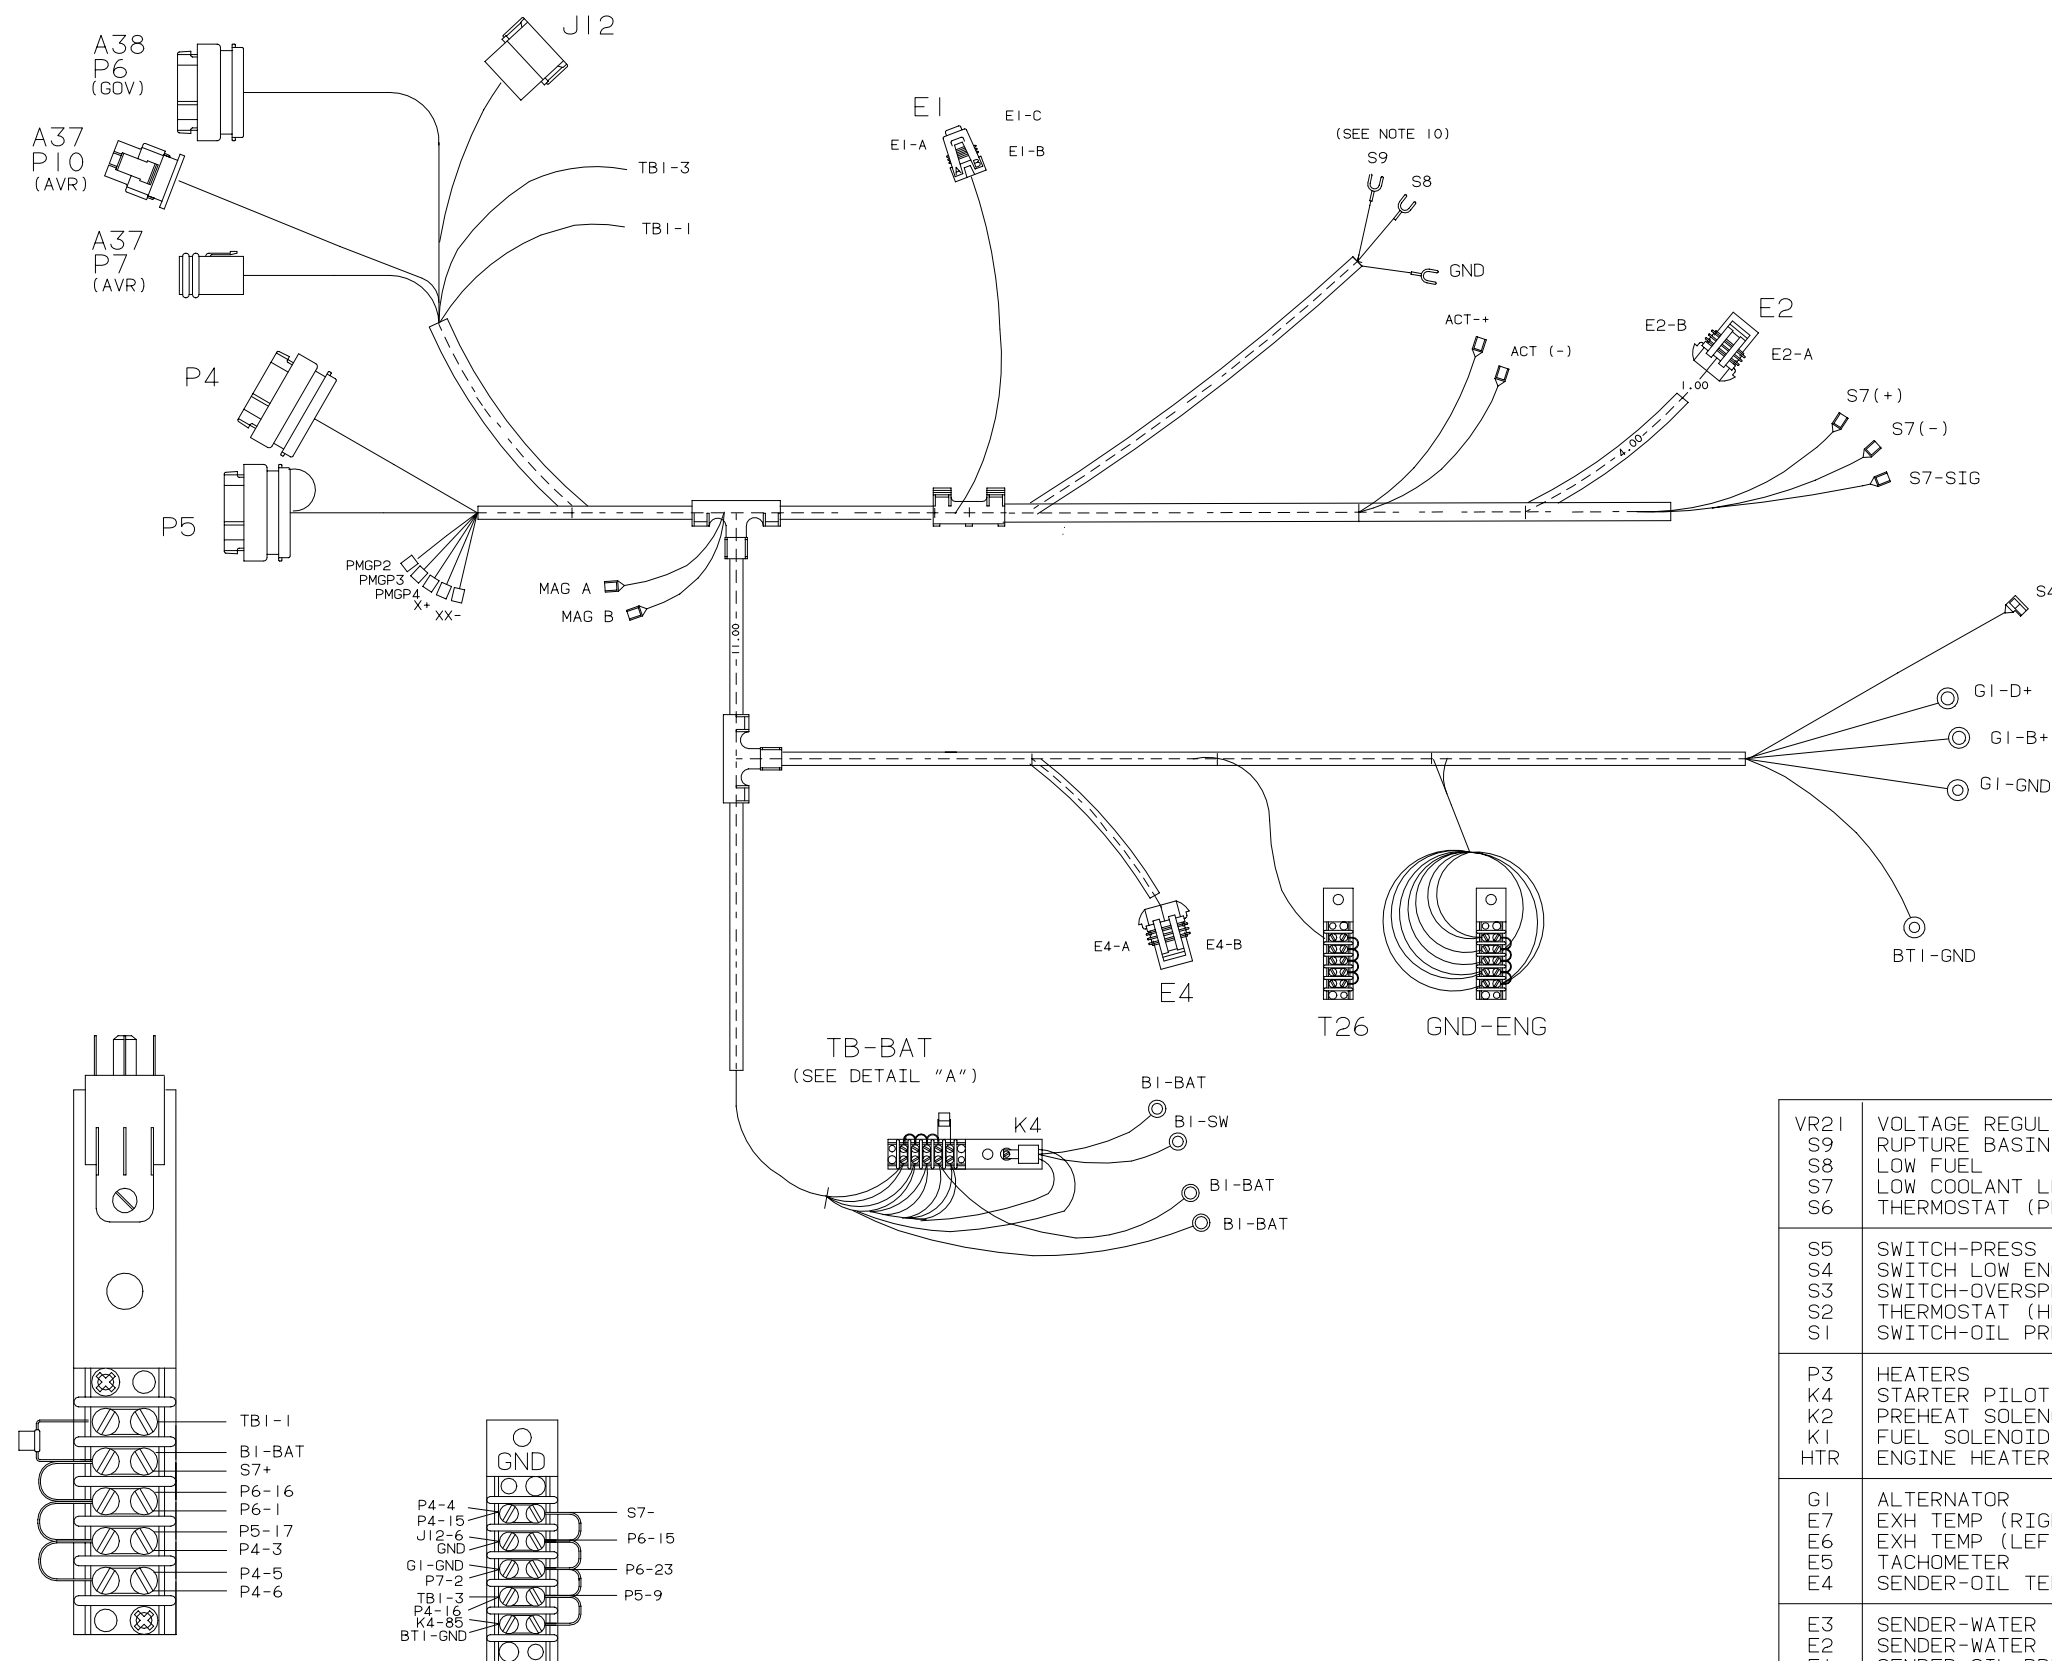 A38
P6
(GOV)
J12
A37
P10
(AVR)
A37
P7
(AVR)
TB1-3
TB1-1
E1
E1-C
E1-A
E1-B
(SEE NOTE 10)
S9
S8
GND
ACT-+
ACT (-)
E2-B
E2
E2-A
1.00
4.00
S7(+)
S7(-)
S7-SIG
P4
P5
PMGP2
PMGP3
PMGP4
X+
XX-
MAG A
MAG B
11.00
S4
G1-D+
G1-B+
G1-GND
BT1-GND
E4-A
E4-B
E4
T26
GND-ENG
TB-BAT
(SEE DETAIL "A")
K4
B1-BAT
B1-SW
B1-BAT
B1-BAT
TB1-1
B1-BAT
S7+
P6-16
P6-1
P5-17
P4-3
P4-5
P4-6
GND
P4-4
P4-15
J12-6
GND
G1-GND
P7-2
TB1-3
P4-16
K4-85
BT1-GND
S7-
P6-15
P6-23
P5-9
VR21 VOLTAGE REGUL
S9 RUPTURE BASIN
S8 LOW FUEL
S7 LOW COOLANT L
S6 THERMOSTAT (P
S5 SWITCH-PRESS
S4 SWITCH LOW EN
S3 SWITCH-OVERSP
S2 THERMOSTAT (H
S1 SWITCH-OIL PR
P3 HEATERS
K4 STARTER PILOT
K2 PREHEAT SOLEN
K1 FUEL SOLENOID
HTR ENGINE HEATER
G1 ALTERNATOR
E7 EXH TEMP (RIG
E6 EXH TEMP (LEF
E5 TACHOMETER
E4 SENDER-OIL TE
E3 SENDER-WATER
E2 SENDER-WATER